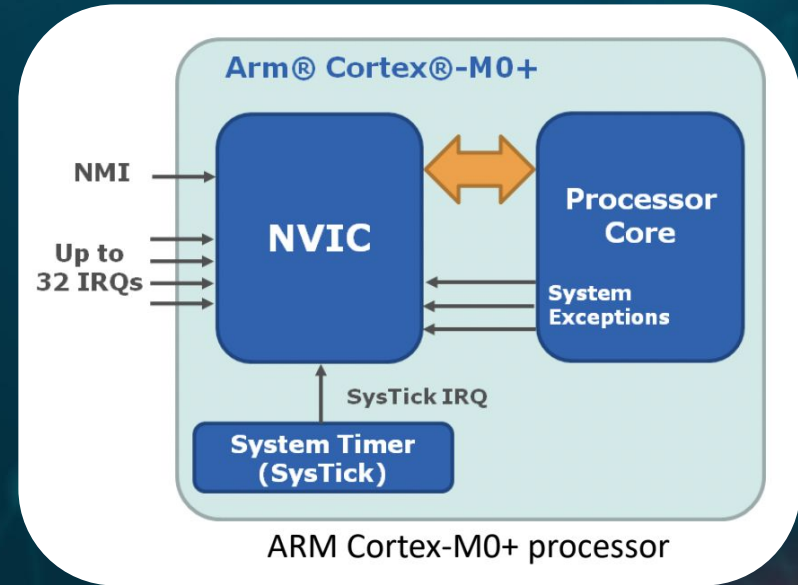 Arm® Cortex®-M0+
NMI
Up to
32 IRQs
NVIC
Processor
Core
System
Exceptions
SysTick IRQ
System Timer
(SysTick)
ARM Cortex-M0+ processor